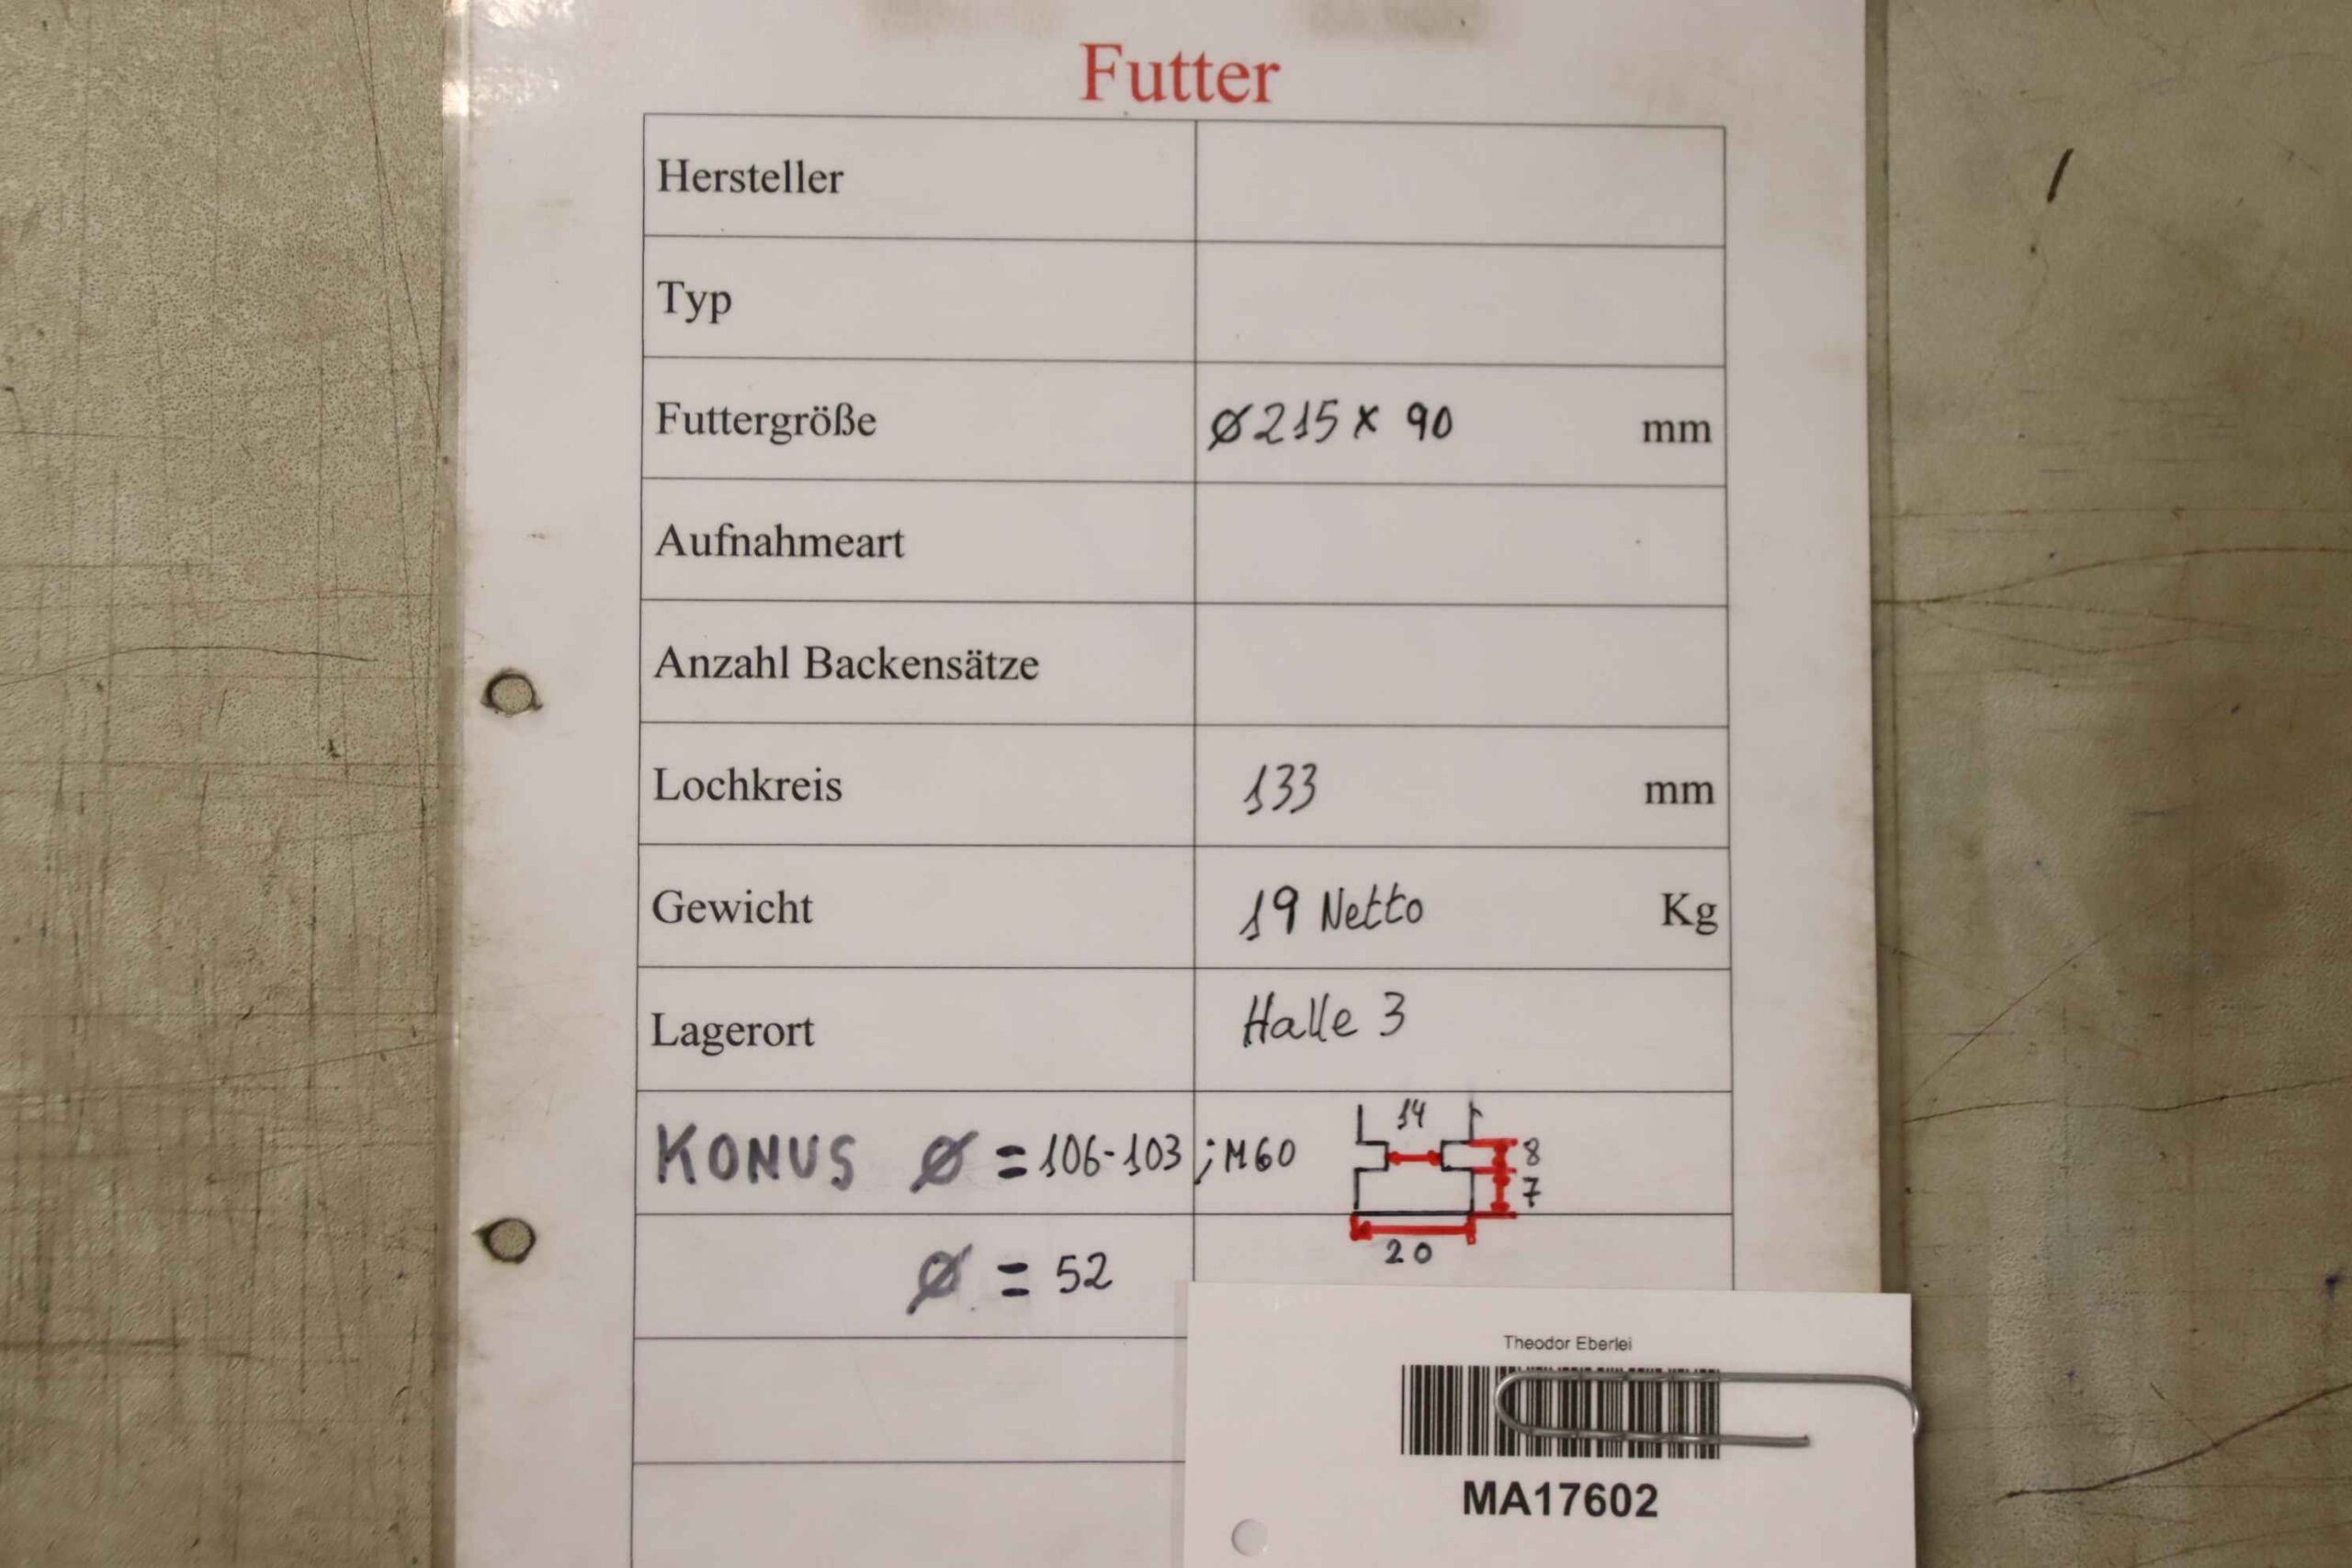 Futter
Hersteller
Typ
Futtergröße ø215 x 90 mm
Aufnahmeart
Anzahl Backensätze
Lochkreis 133 mm
Gewicht 19 Netto Kg
Lagerort Halle 3
KONUS ø = 106-103 ; M60
14
8
7
20
ø = 52
Theodor Eberlei
MA17602